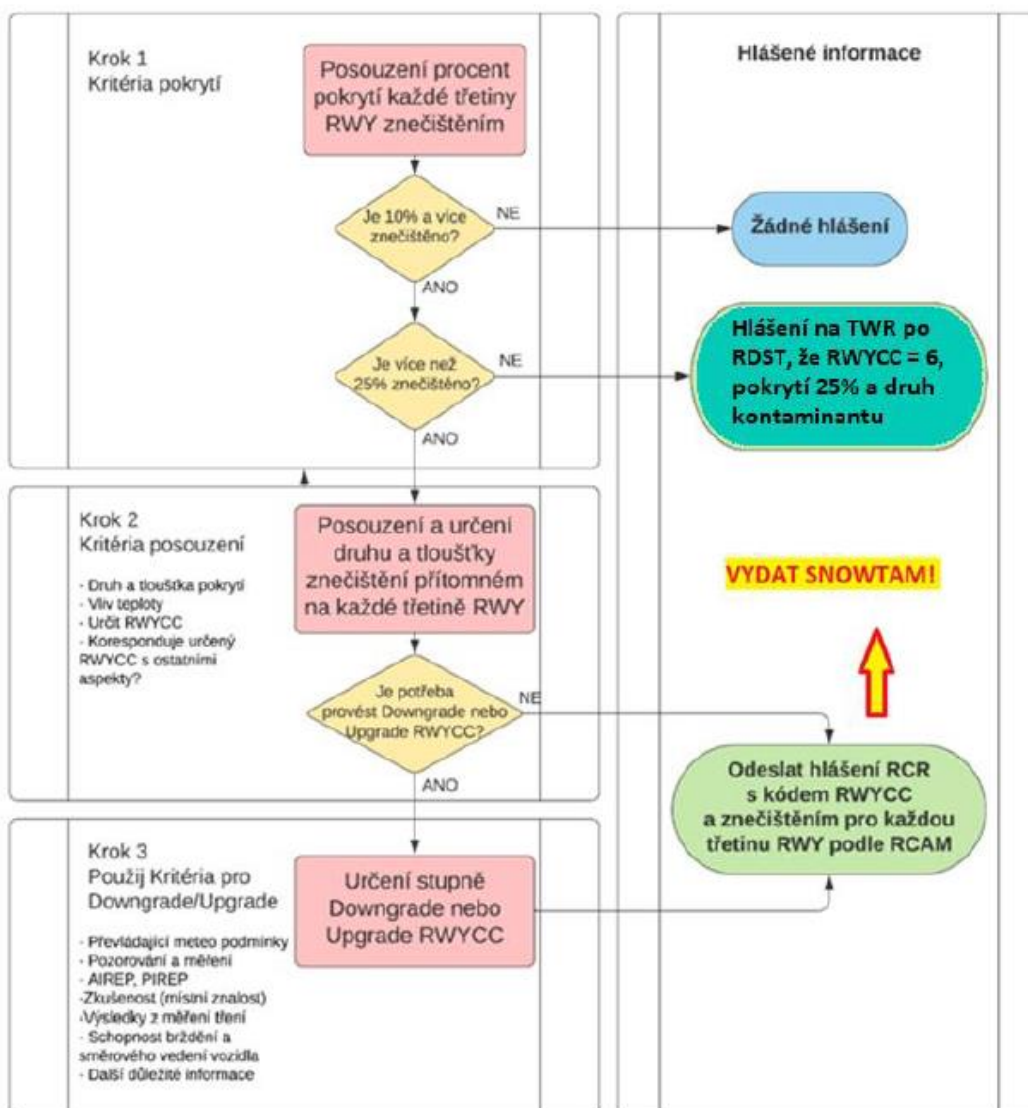 Krok 1
Kritéria pokrytí
Posouzení procent
pokrytí každé třetiny
RWY znečištěním
Hlášené informace
Je 10% a více
znečištěno?
NE
Žádné hlášení
ANO
Je více než
25% znečištěno?
NE
Hlášení na TWR po
RDST, že RWYCC = 6,
pokrytí 25% a druh
kontaminantu
ANO
Krok 2
Kritéria posouzení
- Druh a tloušťka pokrytí
- Vliv teploty
- Určit RWYCC
- Koresponduje určený
RWYCC s ostatními
aspekty?
Posouzení a určení
druhu a tloušťky
znečištění přítomném
na každé třetině RWY
VYDAT SNOWTAM!
Je potřeba
provést Downgrade nebo
Upgrade RWYCC?
NE
ANO
Odeslat hlášení RCR
s kódem RWYCC
a znečištěním pro každou
třetinu RWY podle RCAM
Krok 3
Použij Kritéria pro
Downgrade/Upgrade
- Převládající meteo podmínky
- Pozorování a měření
- AIREP, PIREP
-Zkušenost (místní znalost)
-Výsledky z měření tření
- Schopnost brždění a
směrového vedení vozidla
- Další důležité informace
Určení stupně
Downgrade nebo
Upgrade RWYCC